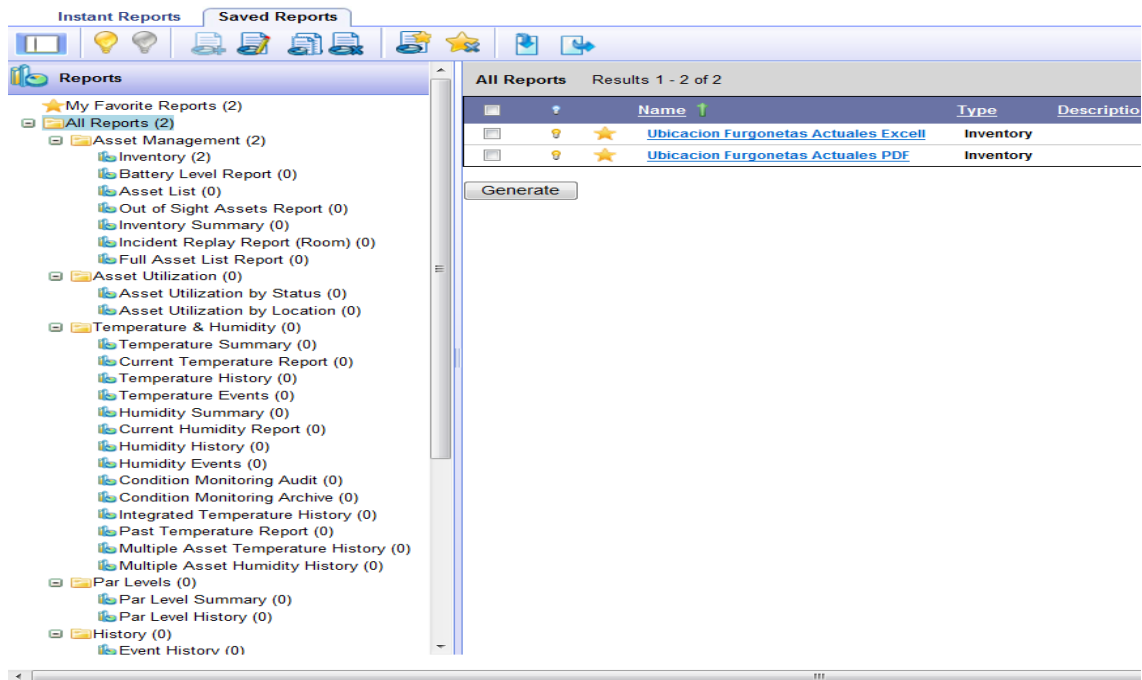 Instant Reports Saved Reports
Reports
My Favorite Reports (2)
All Reports (2)
Asset Management (2)
Inventory (2)
Battery Level Report (0)
Asset List (0)
Out of Sight Assets Report (0)
Inventory Summary (0)
Incident Replay Report (Room) (0)
Full Asset List Report (0)
Asset Utilization (0)
Asset Utilization by Status (0)
Asset Utilization by Location (0)
Temperature & Humidity (0)
Temperature Summary (0)
Current Temperature Report (0)
Temperature History (0)
Temperature Events (0)
Humidity Summary (0)
Current Humidity Report (0)
Humidity History (0)
Humidity Events (0)
Condition Monitoring Audit (0)
Condition Monitoring Archive (0)
Integrated Temperature History (0)
Past Temperature Report (0)
Multiple Asset Temperature History (0)
Multiple Asset Humidity History (0)
Par Levels (0)
Par Level Summary (0)
Par Level History (0)
History (0)
Event History (0)
All Reports Results 1 - 2 of 2
Name Type Descriptio
Ubicacion Furgonetas Actuales Excell Inventory
Ubicacion Furgonetas Actuales PDF Inventory
Generate